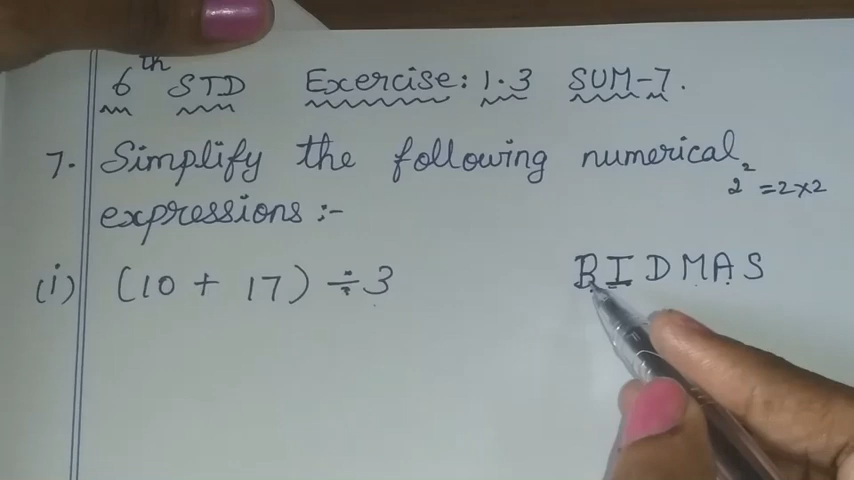 6th STD Exercise: 1.3 SUM-7.
7. Simplify the following numerical
2² = 2×2
expressions :-
(i) (10 + 17) ÷ 3
BIDMAS